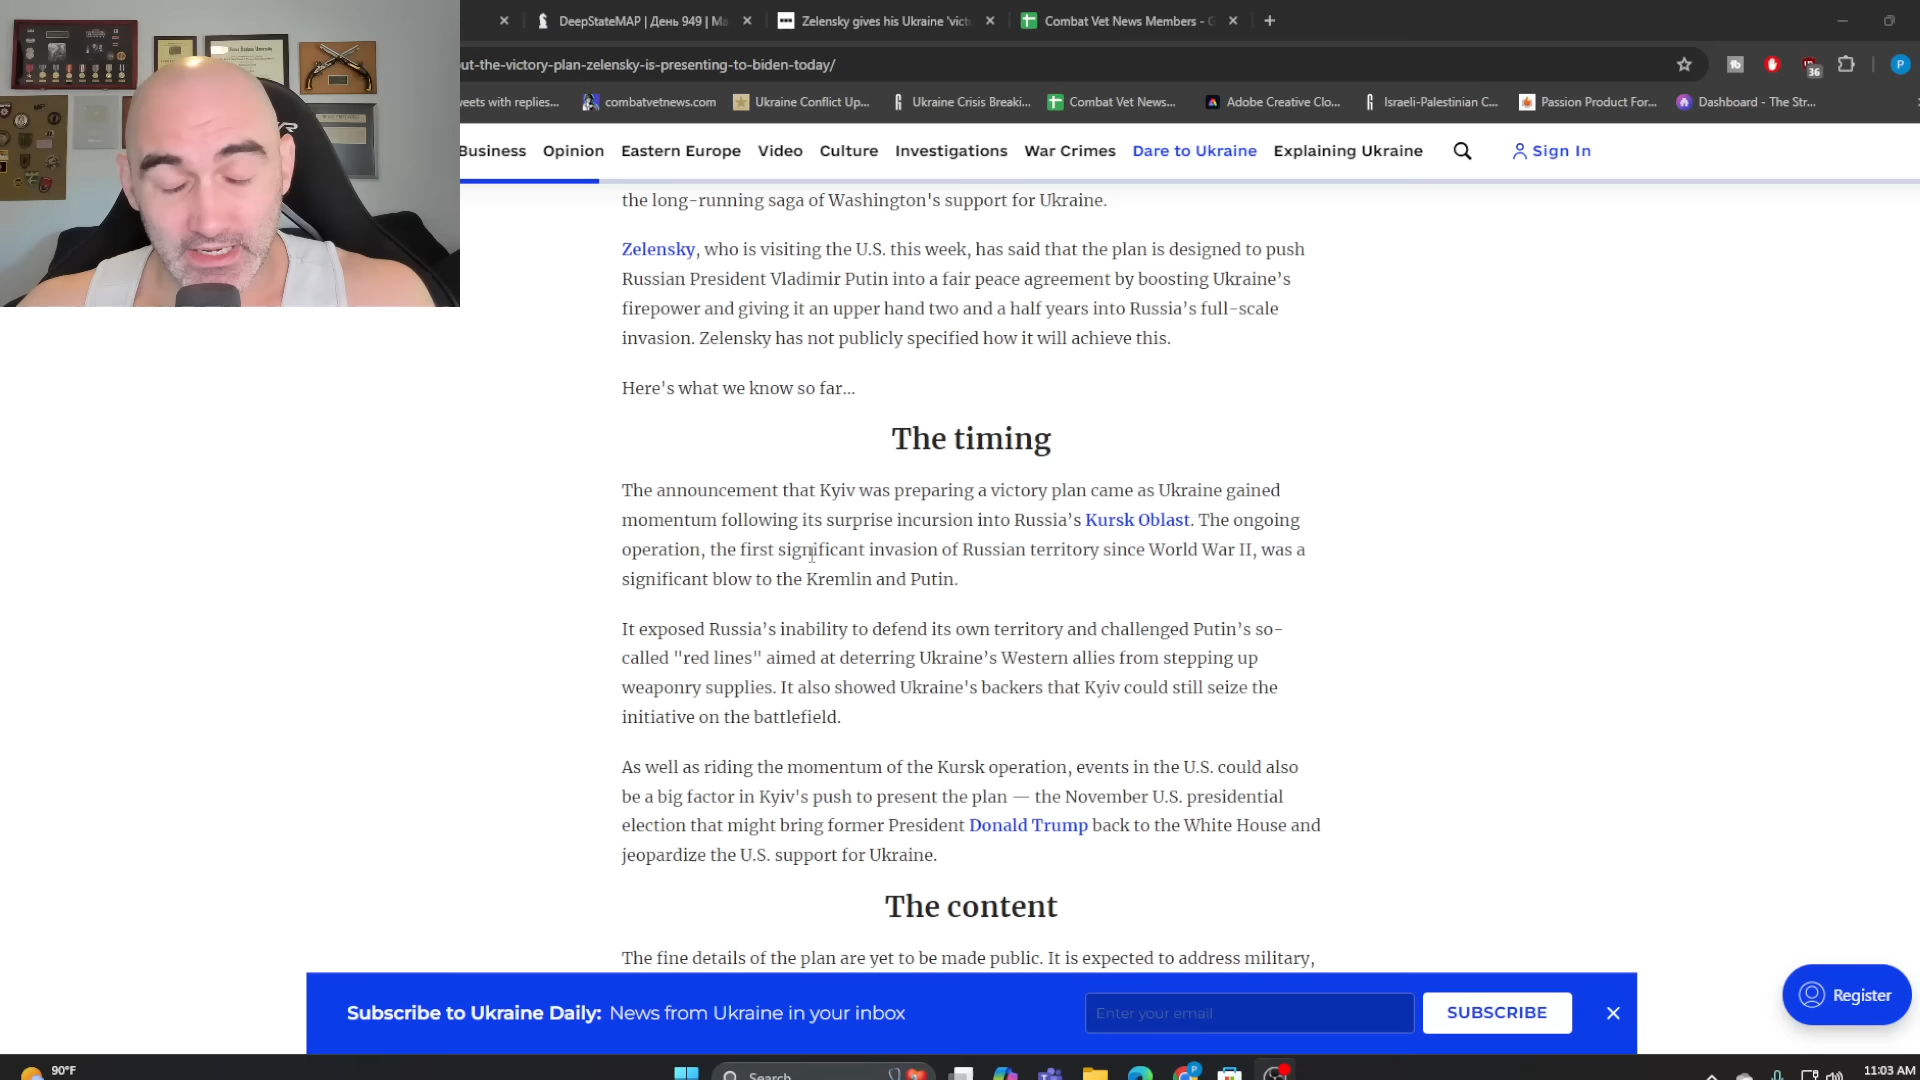 DeepStateMAP | День 949 | Ma
Zelensky gives his Ukraine 'victo
Combat Vet News Members - G
ut-the-victory-plan-zelensky-is-presenting-to-biden-today/
36
P
weets with replies...
combatvetnews.com
Ukraine Conflict Up...
Ukraine Crisis Breaki...
Combat Vet News...
Adobe Creative Clo...
Israeli-Palestinian C...
Passion Product For...
Dashboard - The Str...
Business
Opinion
Eastern Europe
Video
Culture
Investigations
War Crimes
Dare to Ukraine
Explaining Ukraine
Sign In
the long-running saga of Washington's support for Ukraine.
Zelensky, who is visiting the U.S. this week, has said that the plan is designed to push
Russian President Vladimir Putin into a fair peace agreement by boosting Ukraine’s
firepower and giving it an upper hand two and a half years into Russia’s full-scale
invasion. Zelensky has not publicly specified how it will achieve this.
Here's what we know so far...
The timing
The announcement that Kyiv was preparing a victory plan came as Ukraine gained
momentum following its surprise incursion into Russia’s Kursk Oblast. The ongoing
operation, the first significant invasion of Russian territory since World War II, was a
significant blow to the Kremlin and Putin.
It exposed Russia’s inability to defend its own territory and challenged Putin’s so-
called "red lines" aimed at deterring Ukraine’s Western allies from stepping up
weaponry supplies. It also showed Ukraine's backers that Kyiv could still seize the
initiative on the battlefield.
As well as riding the momentum of the Kursk operation, events in the U.S. could also
be a big factor in Kyiv's push to present the plan — the November U.S. presidential
election that might bring former President Donald Trump back to the White House and
jeopardize the U.S. support for Ukraine.
The content
The fine details of the plan are yet to be made public. It is expected to address military,
Subscribe to Ukraine Daily: News from Ukraine in your inbox
Enter your email
SUBSCRIBE
Register
90°F
Search
11:03 AM